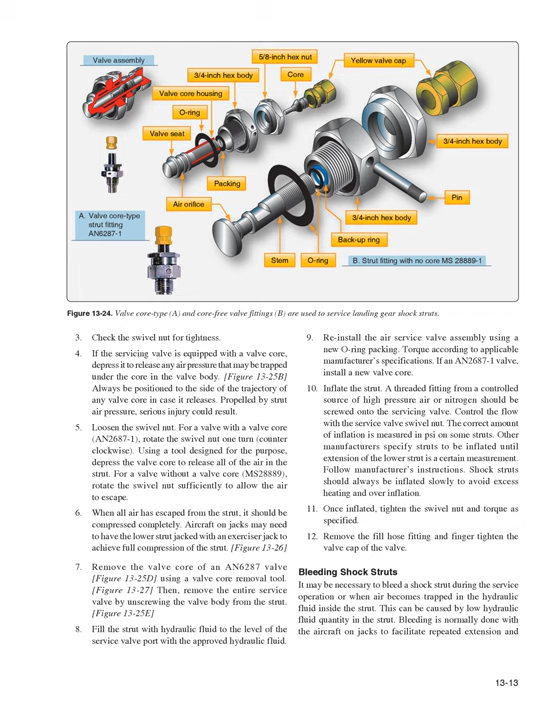 Valve assembly
5/8-inch hex nut
Yellow valve cap
3/4-inch hex body
Core
Valve core housing
O-ring
Valve seat
3/4-inch hex body
Packing
Pin
Air orifice
A. Valve core-type
strut fitting
AN6287-1
3/4-inch hex body
Back-up ring
Stem
O-ring
B. Strut fitting with no core MS 28889-1
Figure 13-24. Valve core-type (A) and core-free valve fittings (B) are used to service landing gear shock struts.
3. Check the swivel nut for tightness.
4. If the servicing valve is equipped with a valve core,
depress it to release any air pressure that may be trapped
under the core in the valve body. [Figure 13-25B]
Always be positioned to the side of the trajectory of
any valve core in case it releases. Propelled by strut
air pressure, serious injury could result.
5. Loosen the swivel nut. For a valve with a valve core
(AN2687-1), rotate the swivel nut one turn (counter
clockwise). Using a tool designed for the purpose,
depress the valve core to release all of the air in the
strut. For a valve without a valve core (MS28889),
rotate the swivel nut sufficiently to allow the air
to escape.
6. When all air has escaped from the strut, it should be
compressed completely. Aircraft on jacks may need
to have the lower strut jacked with an exerciser jack to
achieve full compression of the strut. [Figure 13-26]
7. Remove the valve core of an AN6287 valve
[Figure 13-25D] using a valve core removal tool.
[Figure 13-27] Then, remove the entire service
valve by unscrewing the valve body from the strut.
[Figure 13-25E]
8. Fill the strut with hydraulic fluid to the level of the
service valve port with the approved hydraulic fluid.
9. Re-install the air service valve assembly using a
new O-ring packing. Torque according to applicable
manufacturer's specifications. If an AN2687-1 valve,
install a new valve core.
10. Inflate the strut. A threaded fitting from a controlled
source of high pressure air or nitrogen should be
screwed onto the servicing valve. Control the flow
with the service valve swivel nut. The correct amount
of inflation is measured in psi on some struts. Other
manufacturers specify struts to be inflated until
extension of the lower strut is a certain measurement.
Follow manufacturer's instructions. Shock struts
should always be inflated slowly to avoid excess
heating and over inflation.
11. Once inflated, tighten the swivel nut and torque as
specified.
12. Remove the fill hose fitting and finger tighten the
valve cap of the valve.
Bleeding Shock Struts
It may be necessary to bleed a shock strut during the service
operation or when air becomes trapped in the hydraulic
fluid inside the strut. This can be caused by low hydraulic
fluid quantity in the strut. Bleeding is normally done with
the aircraft on jacks to facilitate repeated extension and
13-13